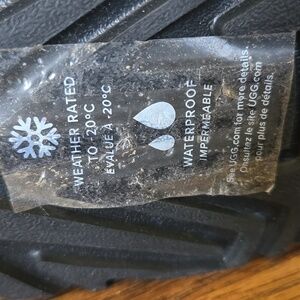 WEATHER RATED
TO -20°C
ÉVALUÉ À -20°C
WATERPROOF
IMPERMÉABLE
See UGG.com for more details.
Consultez le site UGG.com
pour plus de détails.